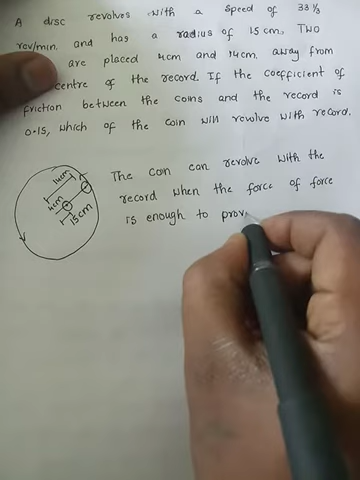 A disc revolves with a speed of 33 1/3
rev/min. and has a radius of 15 cm. Two
are placed 4cm and 14cm. away from
centre of the record. If the coefficient of
friction between the coins and the record is
0.15, which of the coin will revolve with record.
The coin can revolve with the
record when the force of force
is enough to prov
14cm
4cm
15cm